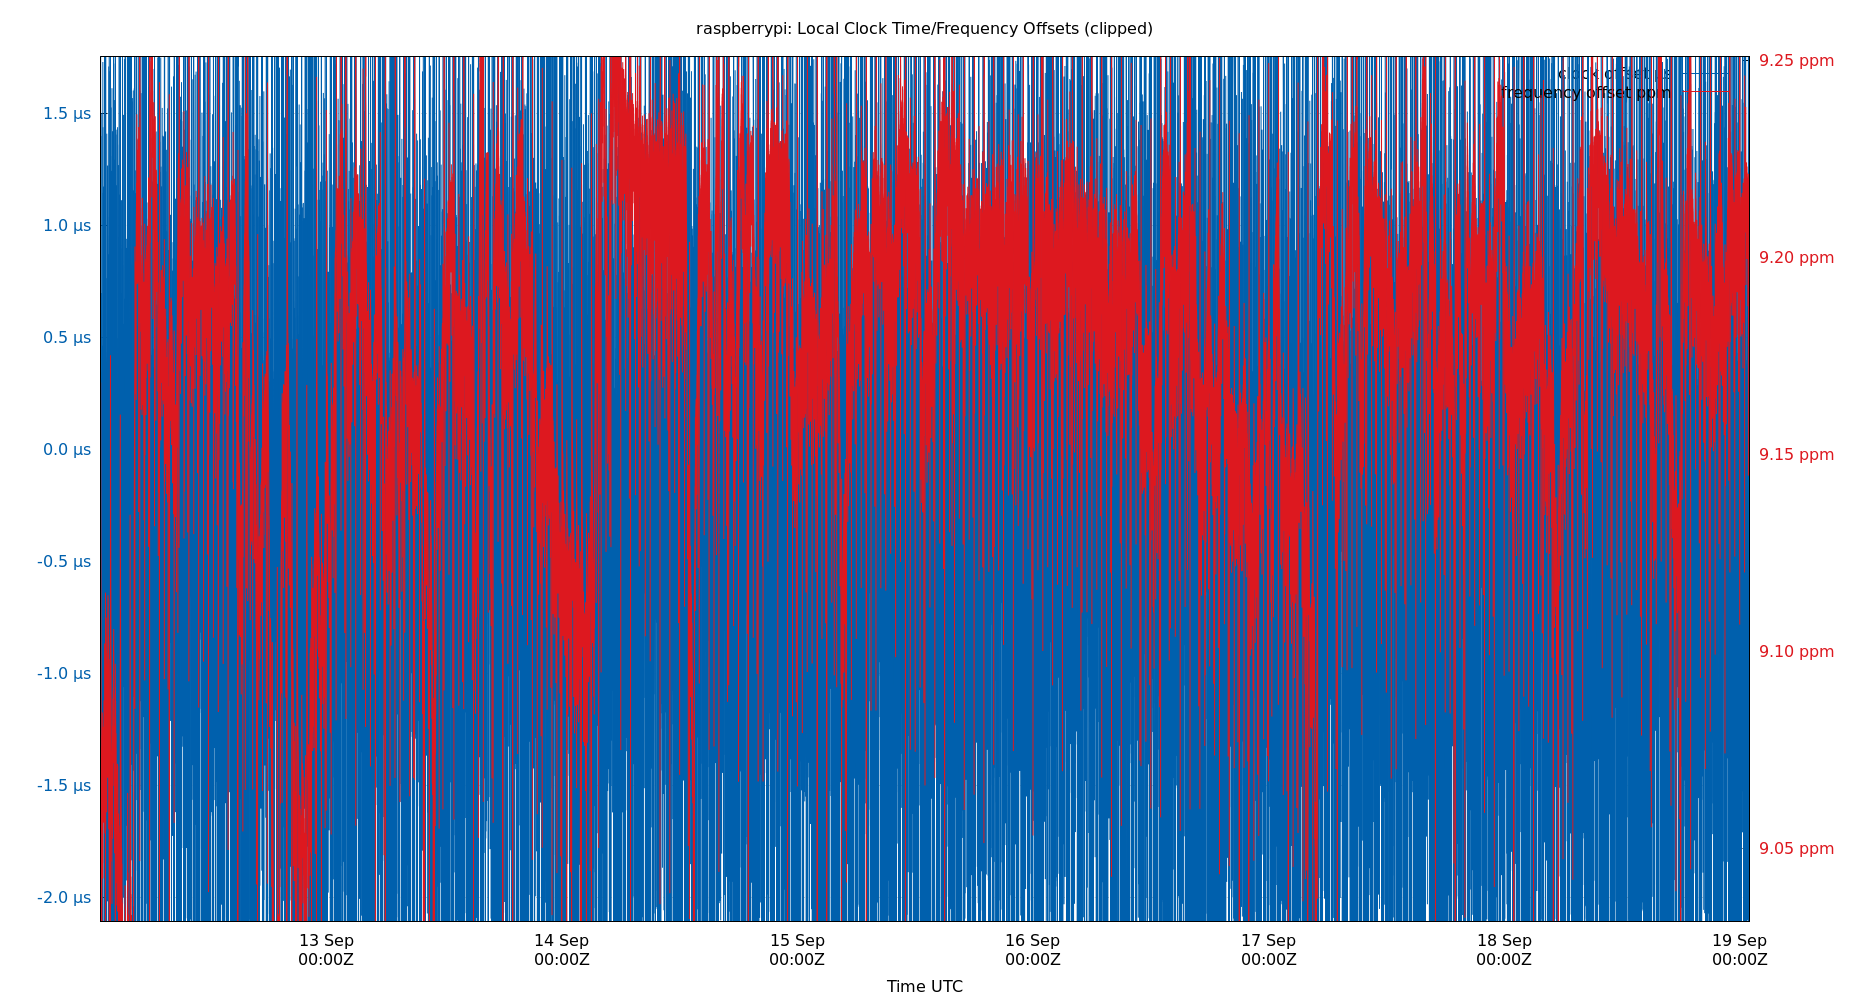 raspberrypi: Local Clock Time/Frequency Offsets (clipped)
9.25 ppm
clock offset µs
frequency offset ppm
1.5 µs
1.0 µs
9.20 ppm
0.5 µs
0.0 µs
9.15 ppm
-0.5 µs
-1.0 µs
9.10 ppm
-1.5 µs
9.05 ppm
-2.0 µs
13 Sep 14 Sep 15 Sep 16 Sep 17 Sep 18 Sep 19 Sep
00:00Z 00:00Z 00:00Z 00:00Z 00:00Z 00:00Z 00:00Z
Time UTC